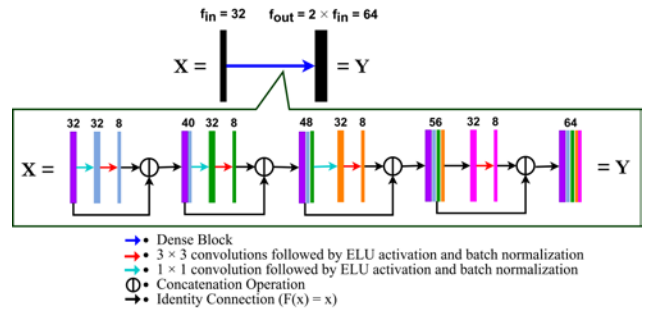 f_in = 32 f_out = 2 × f_in = 64
X = = Y
32 32 8 40 32 8 48 32 8 56 32 8 64
X = = Y
• Dense Block
• 3 × 3 convolutions followed by ELU activation and batch normalization
• 1 × 1 convolution followed by ELU activation and batch normalization
• Concatenation Operation
• Identity Connection (F(x) = x)